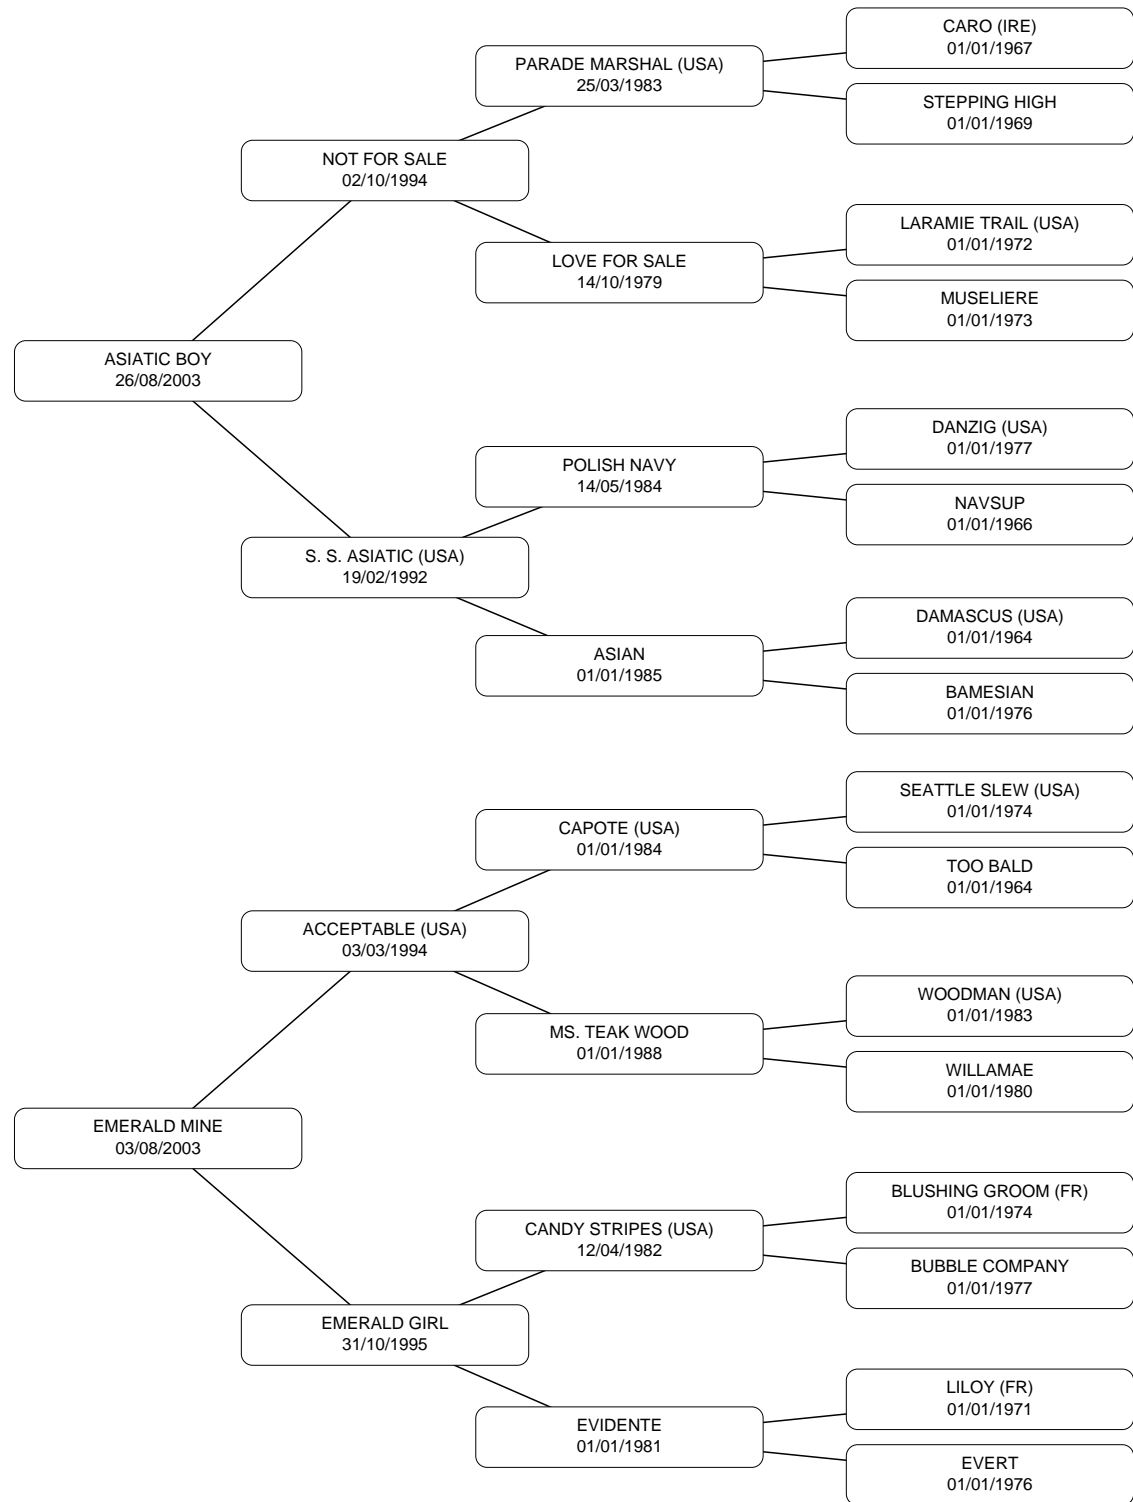 CARO (IRE)
01/01/1967
PARADE MARSHAL (USA)
25/03/1983
STEPPING HIGH
01/01/1969
NOT FOR SALE
02/10/1994
LARAMIE TRAIL (USA)
01/01/1972
LOVE FOR SALE
14/10/1979
MUSELIERE
01/01/1973
ASIATIC BOY
26/08/2003
DANZIG (USA)
01/01/1977
POLISH NAVY
14/05/1984
NAVSUP
01/01/1966
S. S. ASIATIC (USA)
19/02/1992
DAMASCUS (USA)
01/01/1964
ASIAN
01/01/1985
BAMESIAN
01/01/1976
SEATTLE SLEW (USA)
01/01/1974
CAPOTE (USA)
01/01/1984
TOO BALD
01/01/1964
ACCEPTABLE (USA)
03/03/1994
WOODMAN (USA)
01/01/1983
MS. TEAK WOOD
01/01/1988
WILLAMAE
01/01/1980
EMERALD MINE
03/08/2003
BLUSHING GROOM (FR)
01/01/1974
CANDY STRIPES (USA)
12/04/1982
BUBBLE COMPANY
01/01/1977
EMERALD GIRL
31/10/1995
LILOY (FR)
01/01/1971
EVIDENTE
01/01/1981
EVERT
01/01/1976